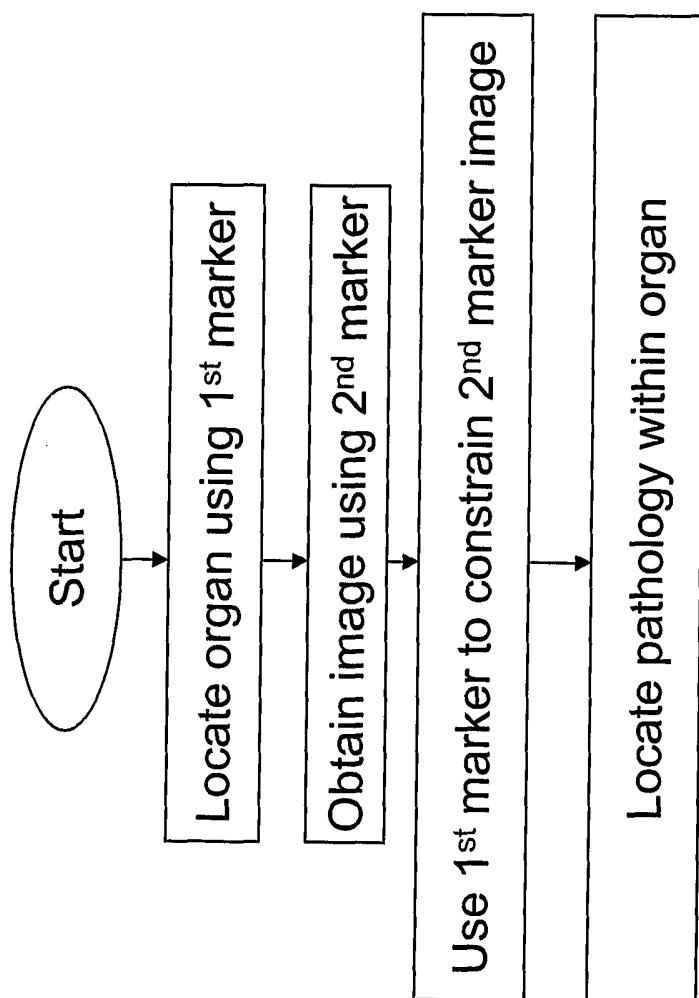 Start
Locate organ using 1st marker
Obtain image using 2nd marker
Use 1st marker to constrain 2nd marker image
Locate pathology within organ